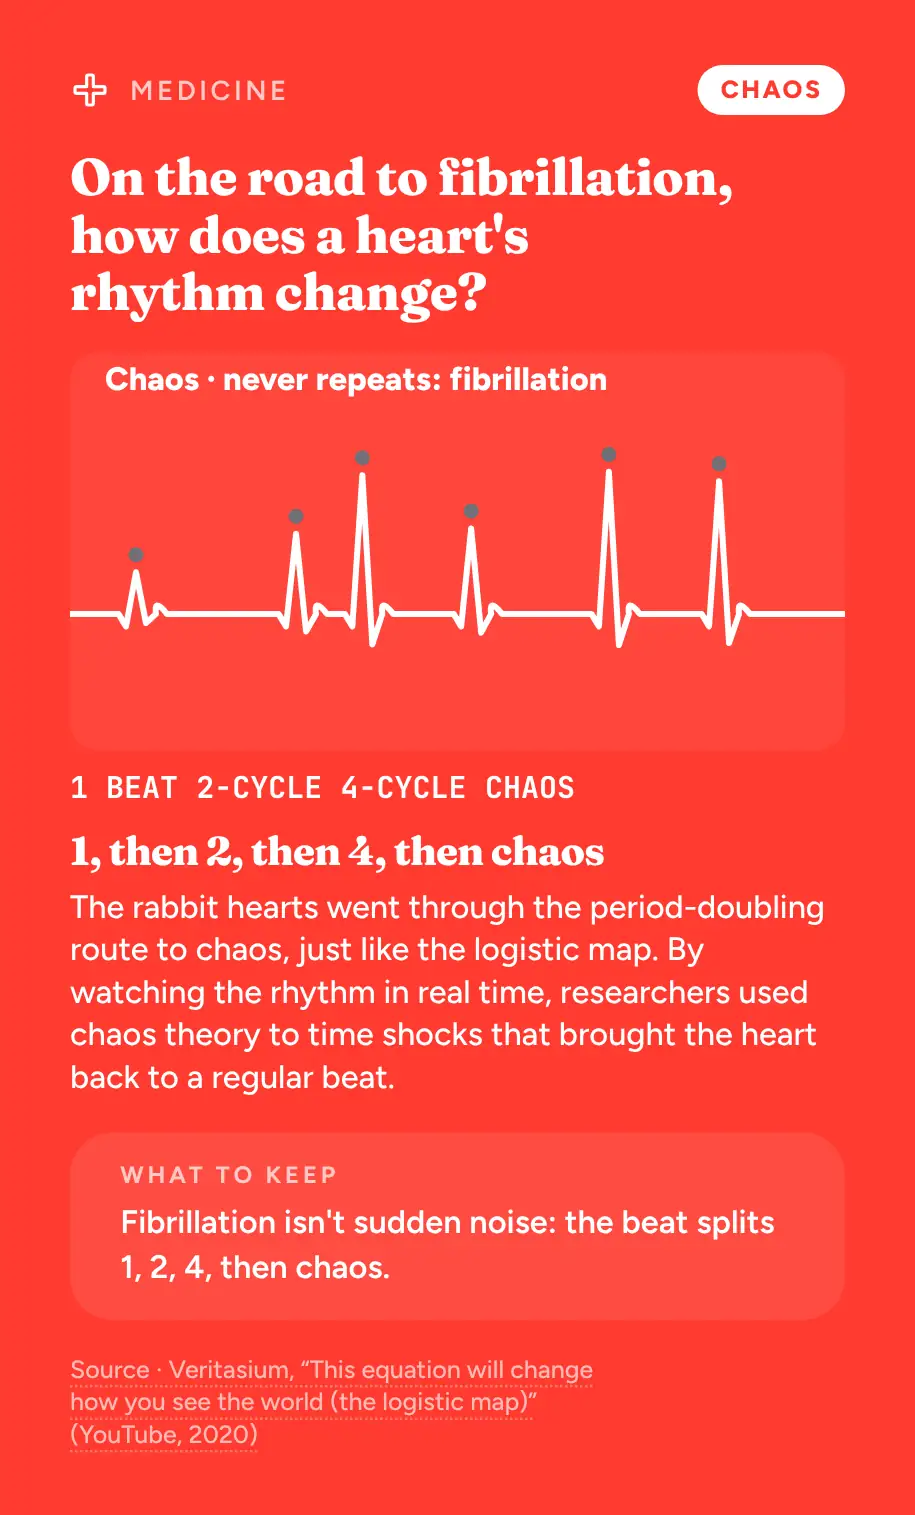 MEDICINE
CHAOS
On the road to fibrillation,
how does a heart's
rhythm change?
Chaos · never repeats: fibrillation
1 BEAT 2-CYCLE 4-CYCLE CHAOS
1, then 2, then 4, then chaos
The rabbit hearts went through the period-doubling
route to chaos, just like the logistic map. By
watching the rhythm in real time, researchers used
chaos theory to time shocks that brought the heart
back to a regular beat.
WHAT TO KEEP
Fibrillation isn't sudden noise: the beat splits
1, 2, 4, then chaos.
Source · Veritasium, “This equation will change
how you see the world (the logistic map)”
(YouTube, 2020)